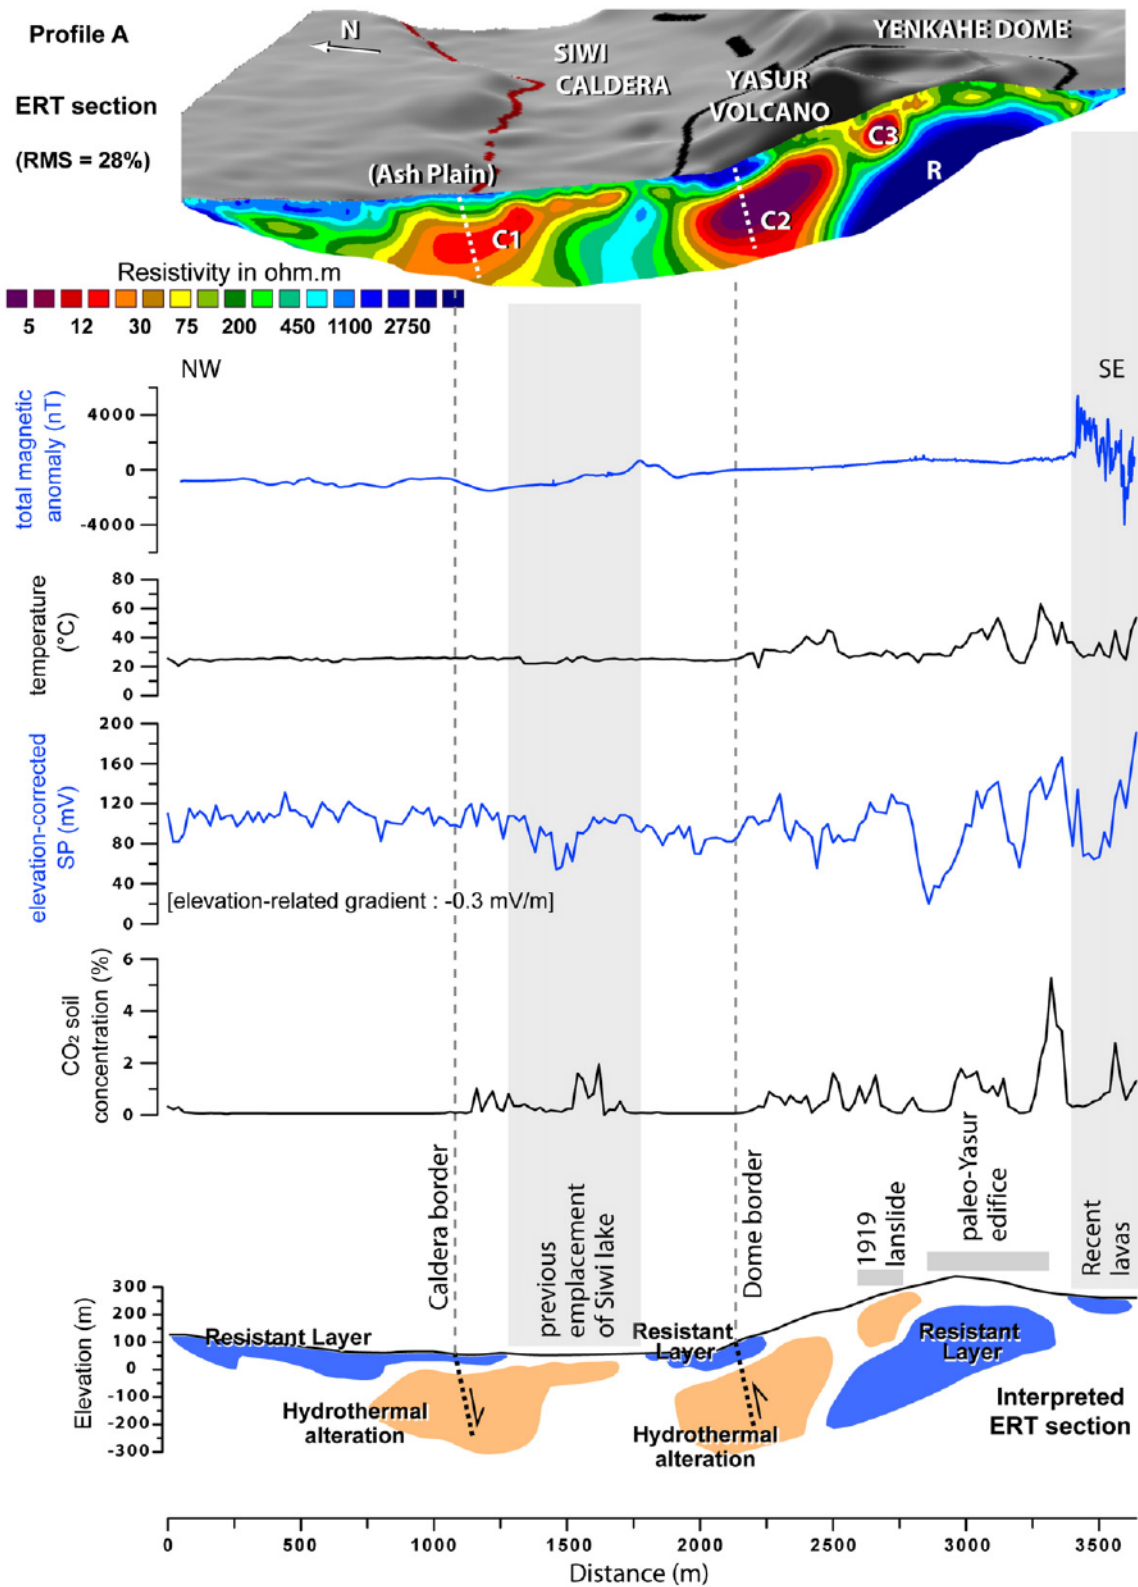 Profile A
ERT section
(RMS = 28%)
N
SIWI
CALDERA
YENKAHE DOME
YASUR
VOLCANO
(Ash Plain)
C1
C2
C3
R
Resistivity in ohm.m
5 12 30 75 200 450 1100 2750
NW
SE
total magnetic
anomaly (nT)
4000
0
-4000
temperature
(°C)
80
60
40
20
0
elevation-corrected
SP (mV)
200
160
120
80
40
0
[elevation-related gradient : -0.3 mV/m]
CO2 soil
concentration (%)
6
4
2
0
Caldera border
previous
emplacement
of Siwi lake
Dome border
1919
lanslide
paleo-Yasur
edifice
Recent
lavas
Elevation (m)
300
200
100
0
-100
-200
-300
Resistant Layer
Hydrothermal
alteration
Resistant
Layer
Hydrothermal
alteration
Resistant
Layer
Interpreted
ERT section
0 500 1000 1500 2000 2500 3000 3500
Distance (m)